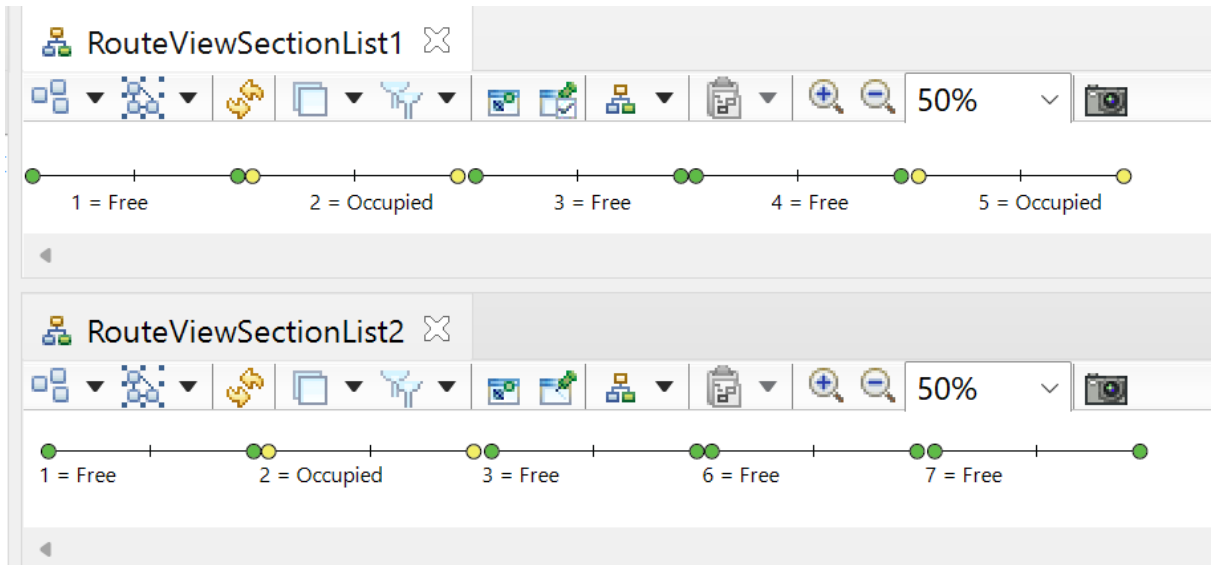 RouteViewSectionList1
50%
1 = Free 2 = Occupied 3 = Free 4 = Free 5 = Occupied
RouteViewSectionList2
50%
1 = Free 2 = Occupied 3 = Free 6 = Free 7 = Free